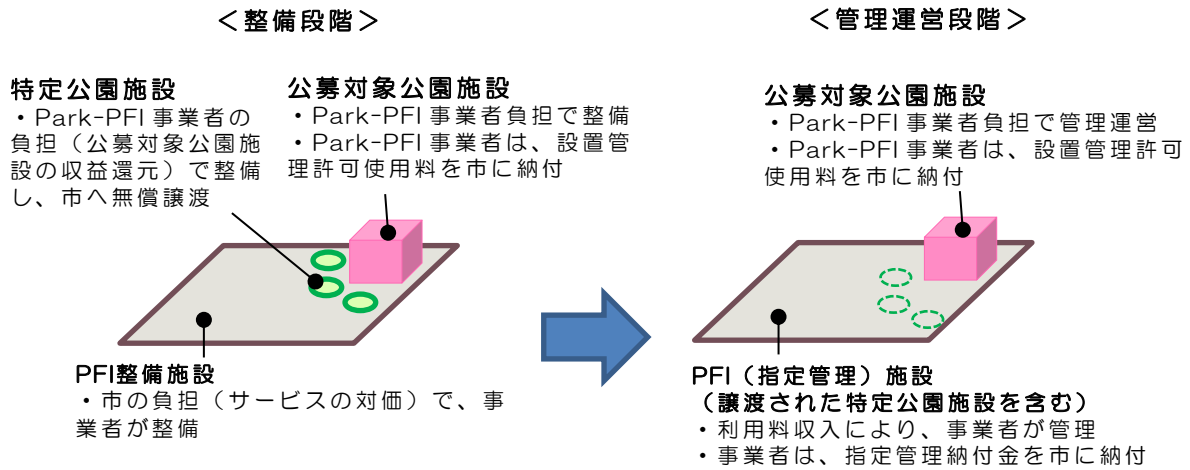 ＜整備段階＞
特定公園施設
・Park-PFI 事業者の
負担（公募対象公園施
設の収益還元）で整備
し、市へ無償譲渡
公募対象公園施設
・Park-PFI 事業者負担で整備
・Park-PFI 事業者は、設置管
理許可使用料を市に納付
PFI整備施設
・市の負担（サービスの対価）で、事
業者が整備
＜管理運営段階＞
公募対象公園施設
・Park-PFI 事業者負担で管理運営
・Park-PFI 事業者は、設置管理許可
使用料を市に納付
PFI（指定管理）施設
（譲渡された特定公園施設を含む）
・利用料収入により、事業者が管理
・事業者は、指定管理納付金を市に納付